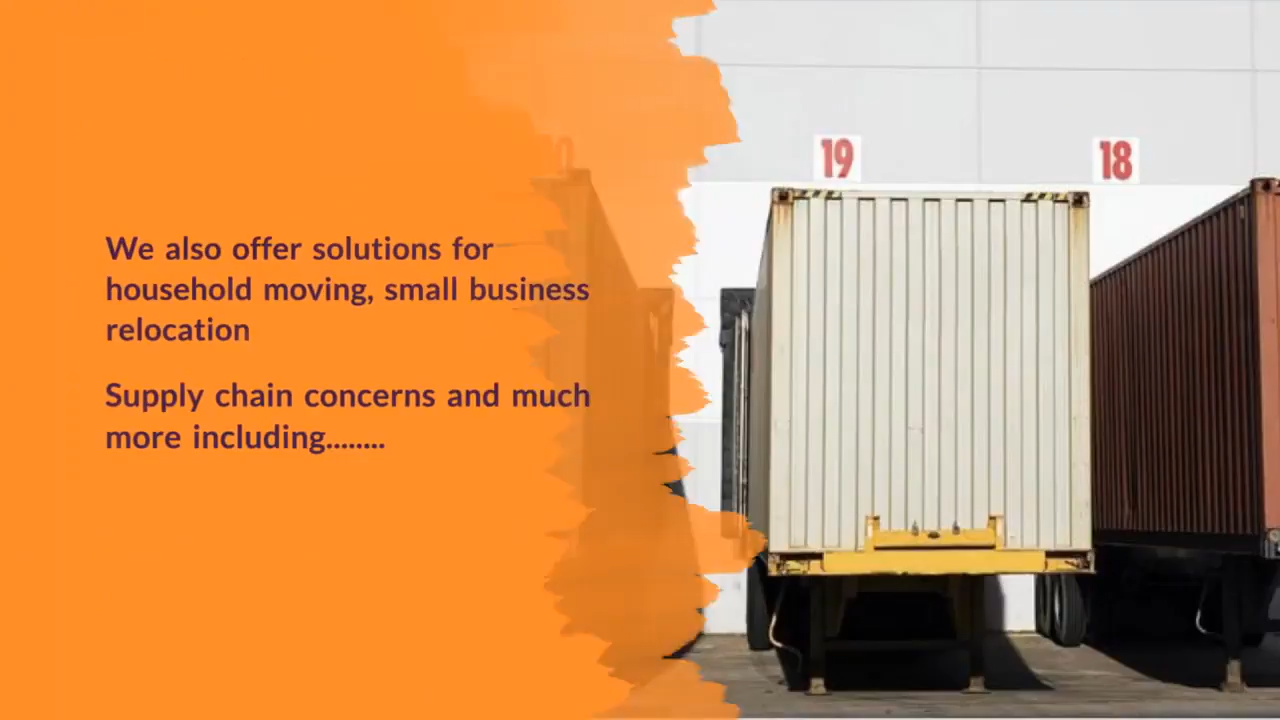 We also offer solutions for
household moving, small business
relocation
Supply chain concerns and much
more including........
19
18